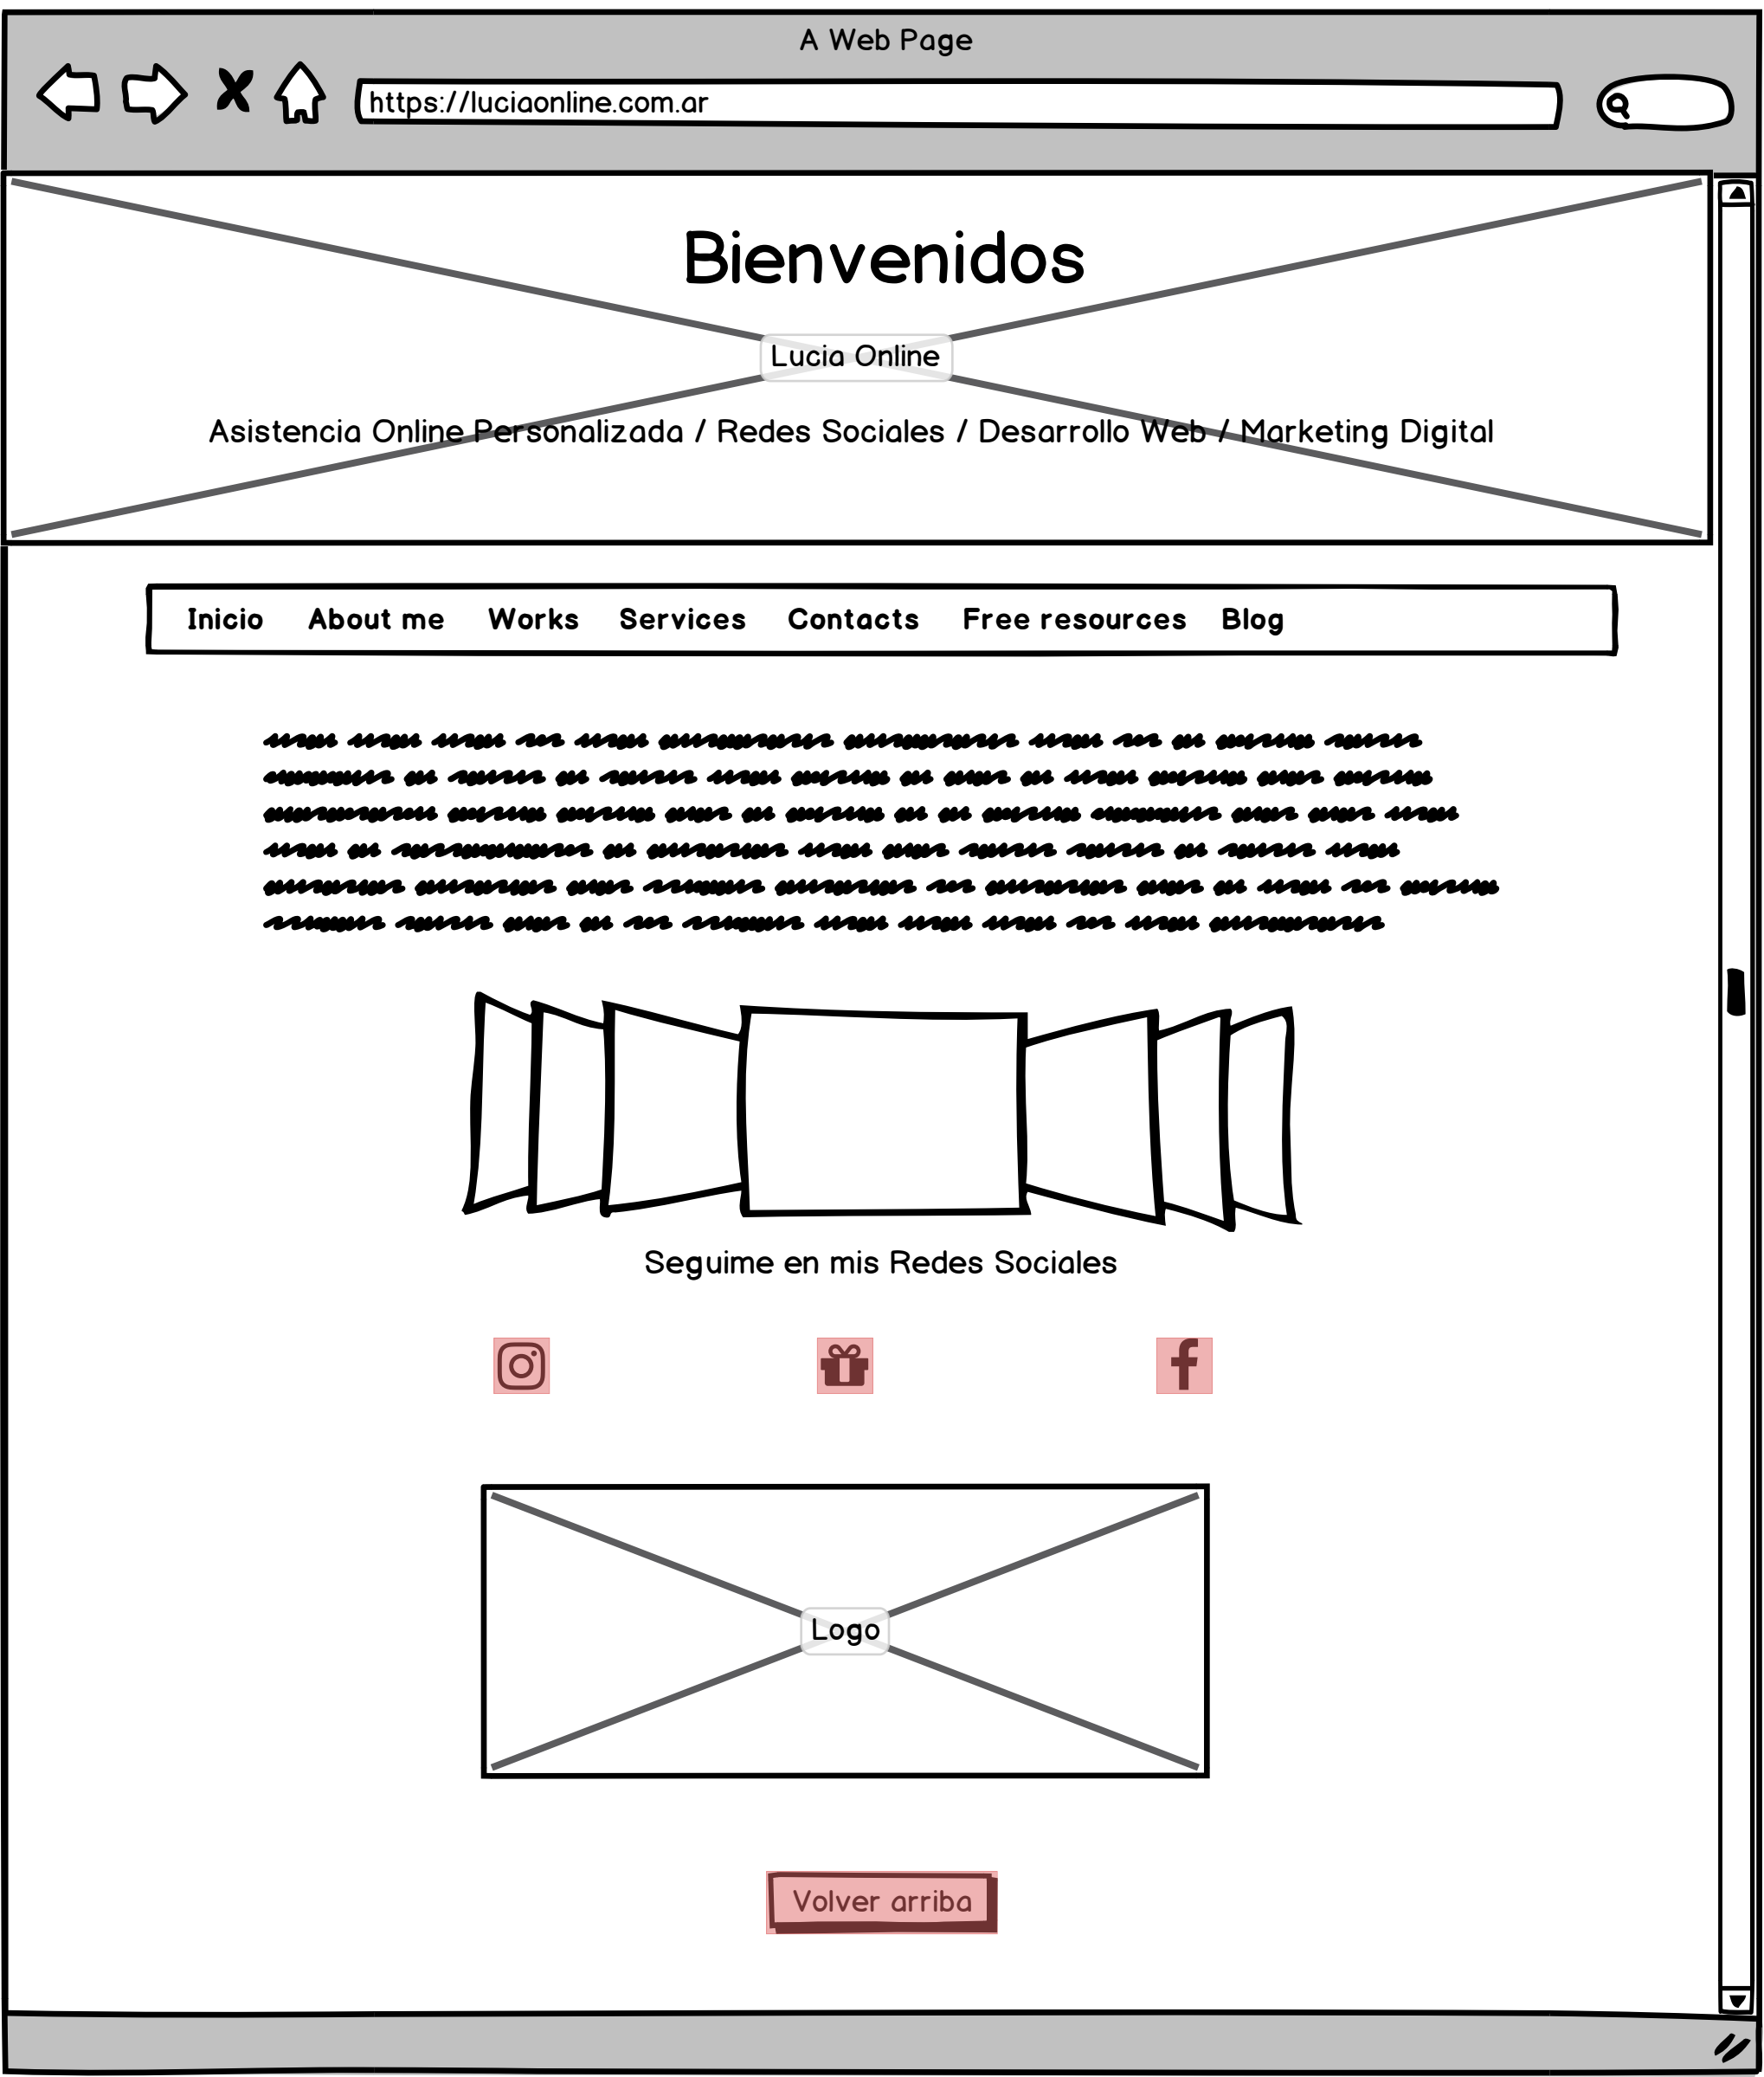 A Web Page
https://luciaonline.com.ar
Bienvenidos
Lucia Online
Asistencia Online Personalizada / Redes Sociales / Desarrollo Web / Marketing Digital
Inicio About me Works Services Contacts Free resources Blog
Seguime en mis Redes Sociales
Logo
Volver arriba